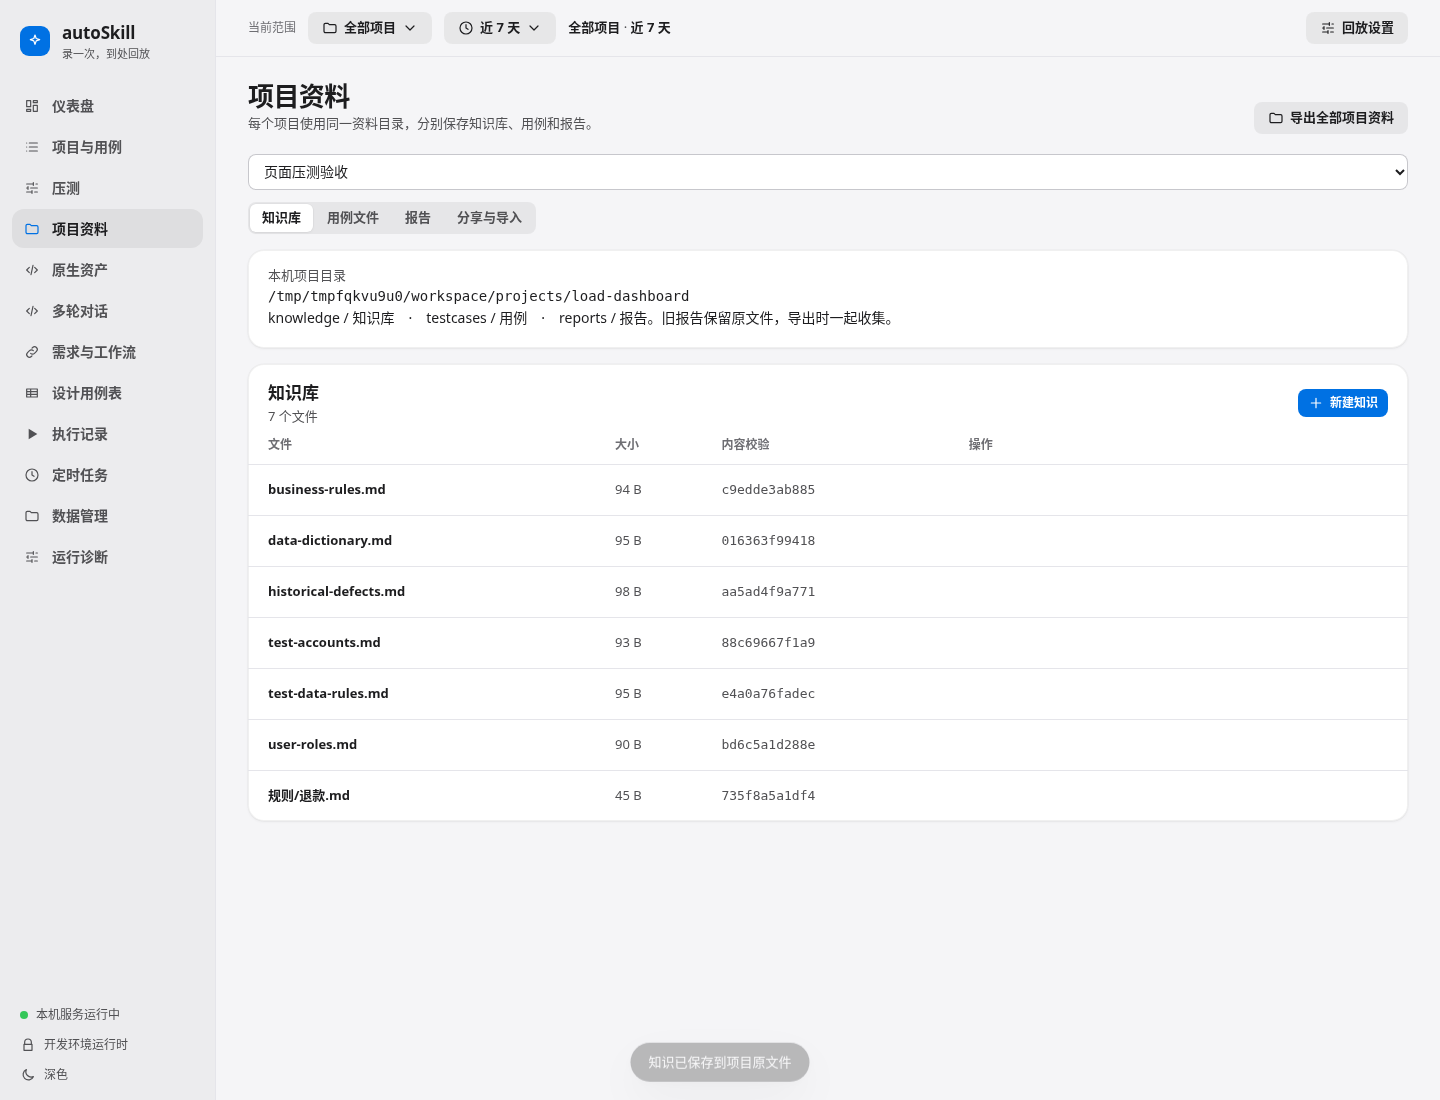 autoSkill
录一次，到处回放
仪表盘
项目与用例
压测
项目资料
原生资产
多轮对话
需求与工作流
设计用例表
执行记录
定时任务
数据管理
运行诊断
本机服务运行中
开发环境运行时
深色
当前范围 全部项目 近 7 天 全部项目 · 近 7 天 回放设置
项目资料
每个项目使用同一资料目录，分别保存知识库、用例和报告。
导出全部项目资料
页面压测验收
知识库 用例文件 报告 分享与导入
本机项目目录
/tmp/tmpfqkvu9u0/workspace/projects/load-dashboard
knowledge / 知识库 · testcases / 用例 · reports / 报告。旧报告保留原文件，导出时一起收集。
知识库
7 个文件
新建知识
文件 大小 内容校验 操作
business-rules.md 94 B c9edde3ab885
data-dictionary.md 95 B 016363f99418
historical-defects.md 98 B aa5ad4f9a771
test-accounts.md 93 B 88c69667f1a9
test-data-rules.md 95 B e4a0a76fadec
user-roles.md 90 B bd6c5a1d288e
规则/退款.md 45 B 735f8a5a1df4
知识已保存到项目原文件